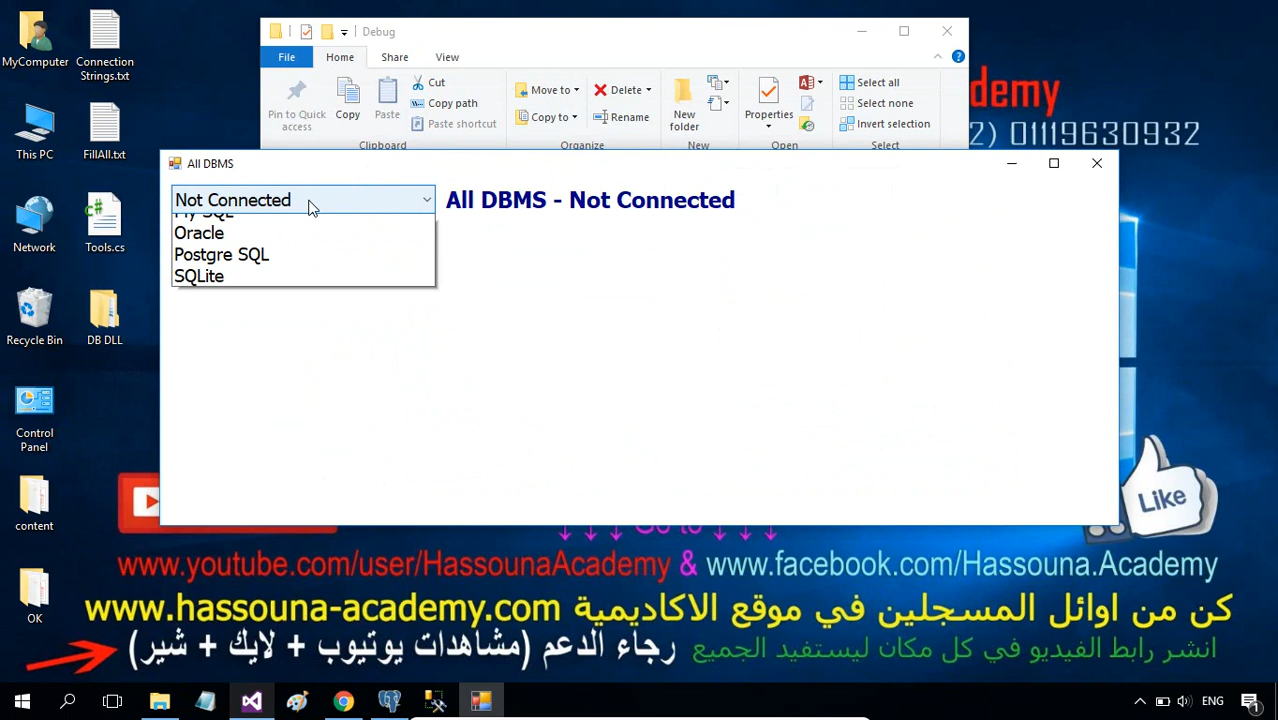 MyComputer
Connection Strings.txt
This PC
FillAll.txt
Network
Tools.cs
Recycle Bin
DB DLL
Control Panel
content
OK
Debug
File
Home
Share
View
Pin to Quick access
Copy
Paste
Cut
Copy path
Paste shortcut
Clipboard
Move to
Copy to
Delete
Rename
Organize
New folder
New
Properties
Open
Select all
Select none
Invert selection
Select
demy
2) 01119630932
All DBMS
Not Connected
All DBMS - Not Connected
My SQL
Oracle
Postgre SQL
SQLite
Like
↓ ↓ ↓ Go to ↓ ↓ ↓
www.youtube.com/user/HassounaAcademy & www.facebook.com/Hassouna.Academy
كن من اوائل المسجلين في موقع الاكاديمية www.hassouna-academy.com
رجاء الدعم (مشاهدات يوتيوب + لايك + شير)
انشر رابط الفيديو في كل مكان ليستفيد الجميع
ENG
1